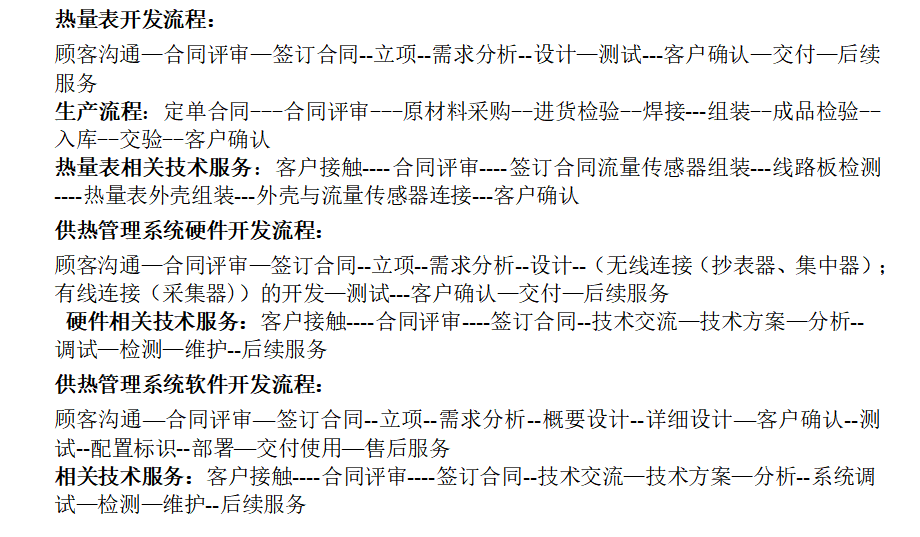 热量表开发流程：
顾客沟通—合同评审—签订合同--立项--需求分析--设计—测试---客户确认—交付—后续
服务
生产流程：定单合同---合同评审---原材料采购--进货检验--焊接---组装--成品检验--
入库--交验--客户确认
热量表相关技术服务：客户接触----合同评审----签订合同流量传感器组装---线路板检测
----热量表外壳组装---外壳与流量传感器连接---客户确认
供热管理系统硬件开发流程：
顾客沟通—合同评审—签订合同--立项--需求分析--设计--（无线连接（抄表器、集中器）；
有线连接（采集器)）的开发—测试---客户确认—交付—后续服务
硬件相关技术服务：客户接触----合同评审----签订合同--技术交流—技术方案—分析--
调试—检测—维护--后续服务
供热管理系统软件开发流程：
顾客沟通—合同评审—签订合同--立项--需求分析--概要设计--详细设计—客户确认--测
试--配置标识--部署—交付使用—售后服务
相关技术服务：客户接触----合同评审----签订合同--技术交流—技术方案—分析--系统调
试—检测—维护--后续服务